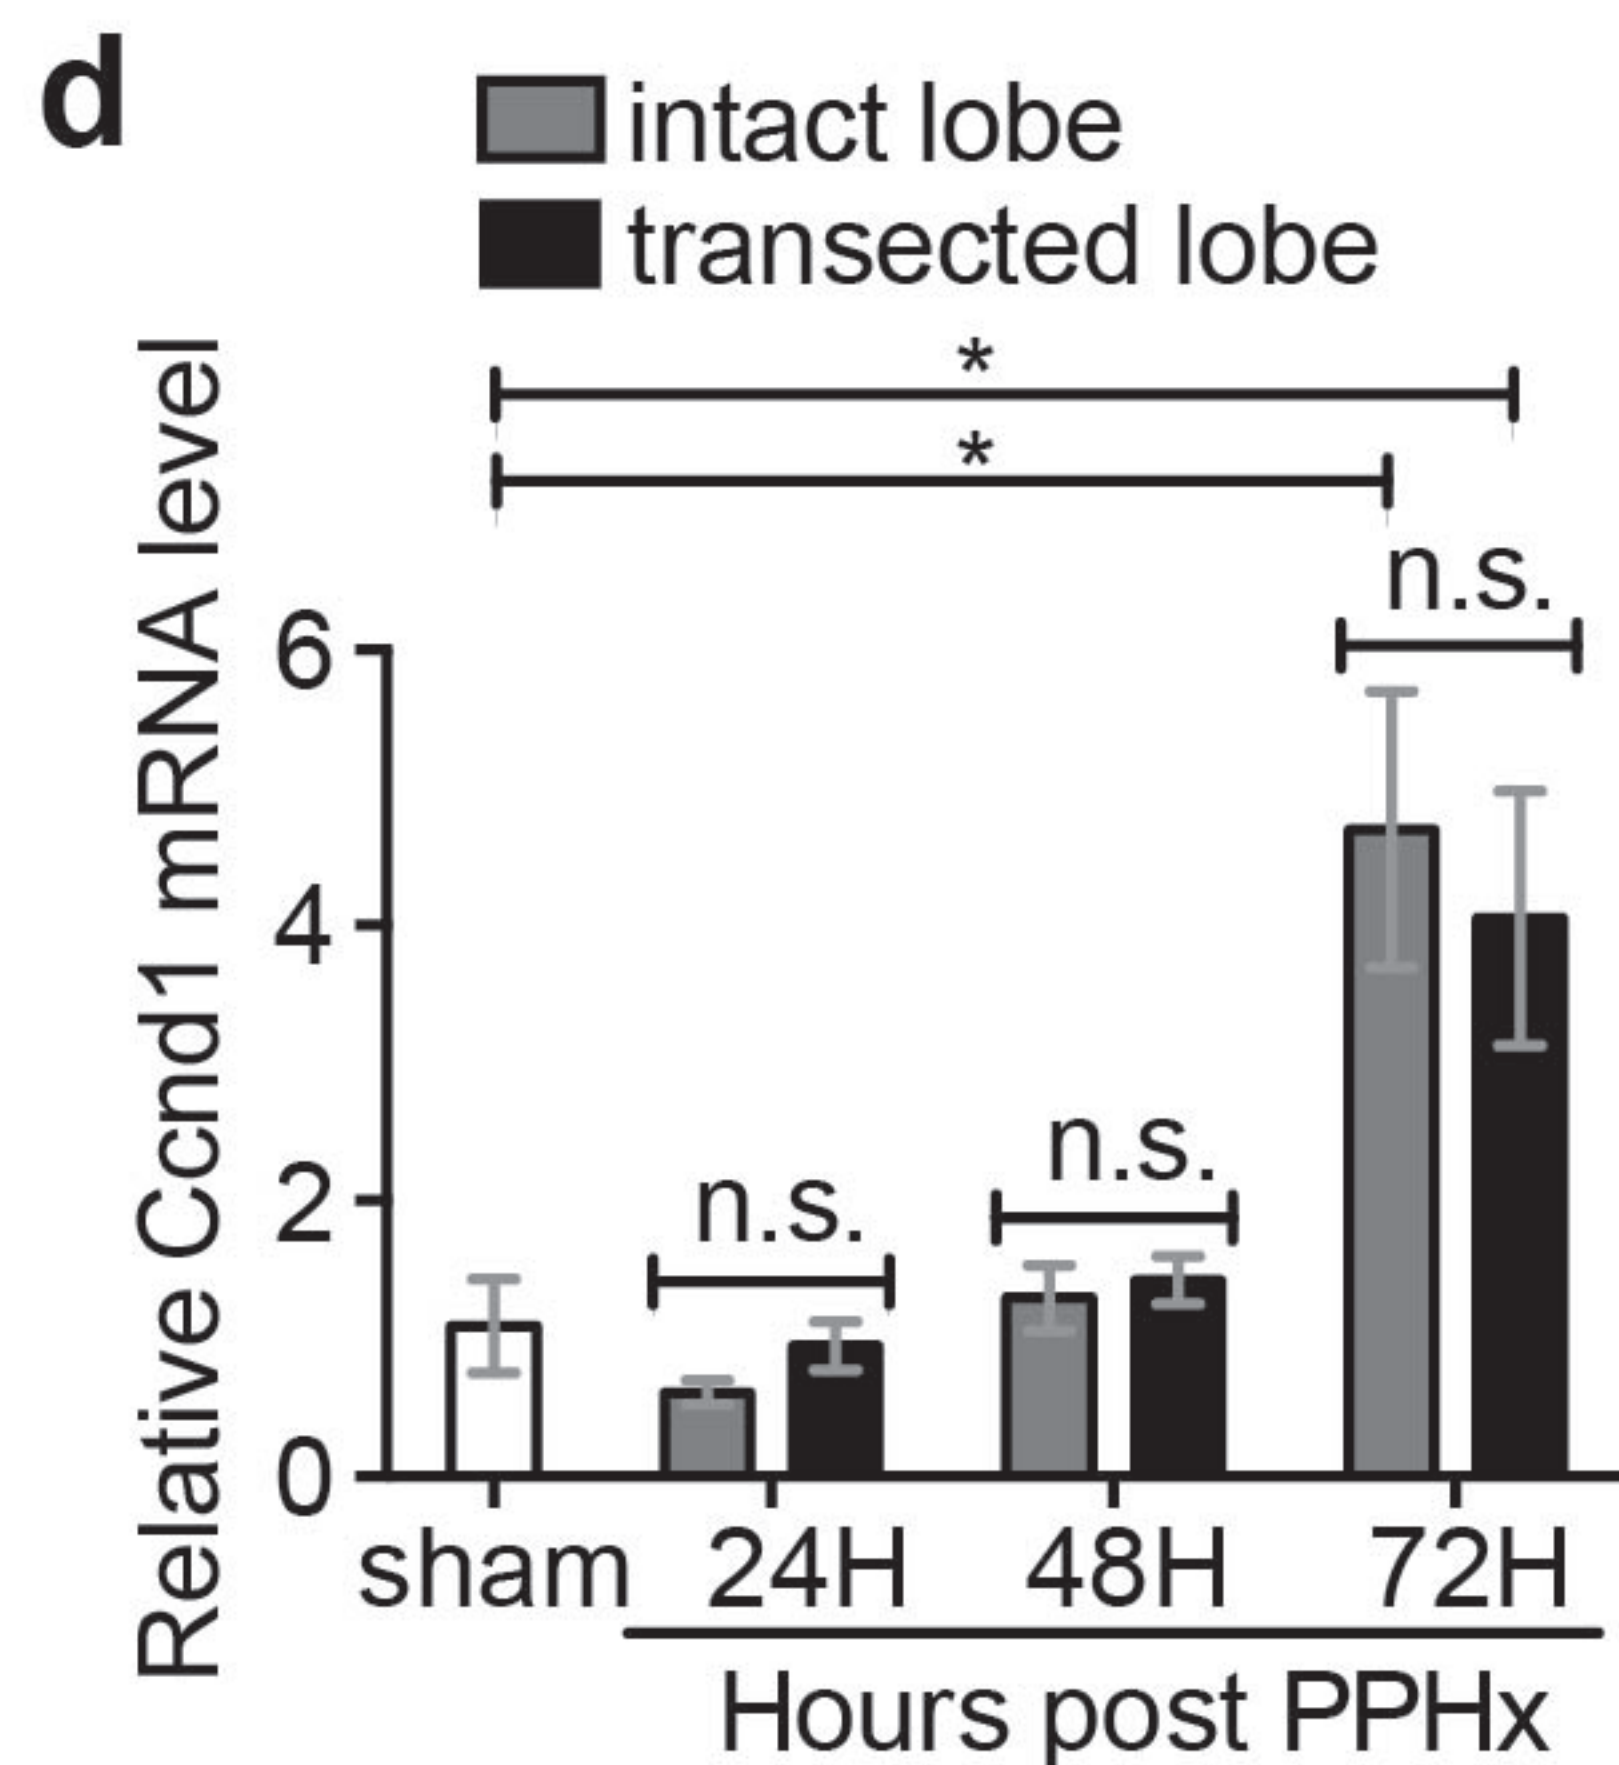 d
intact lobe
transected lobe
*
*
n.s.
n.s.
n.s.
Relative Ccnd1 mRNA level
6
4
2
0
sham 24H 48H 72H
Hours post PPHx